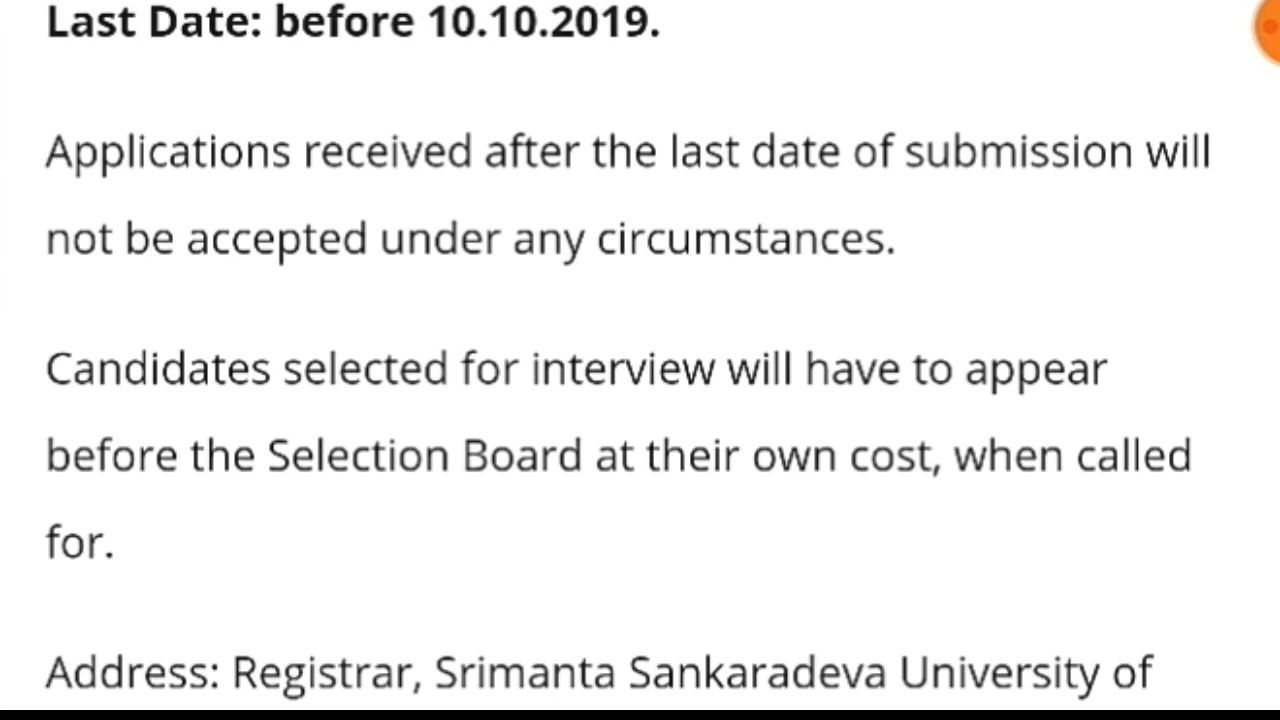 Last Date: before 10.10.2019.
Applications received after the last date of submission will
not be accepted under any circumstances.
Candidates selected for interview will have to appear
before the Selection Board at their own cost, when called
for.
Address: Registrar, Srimanta Sankaradeva University of